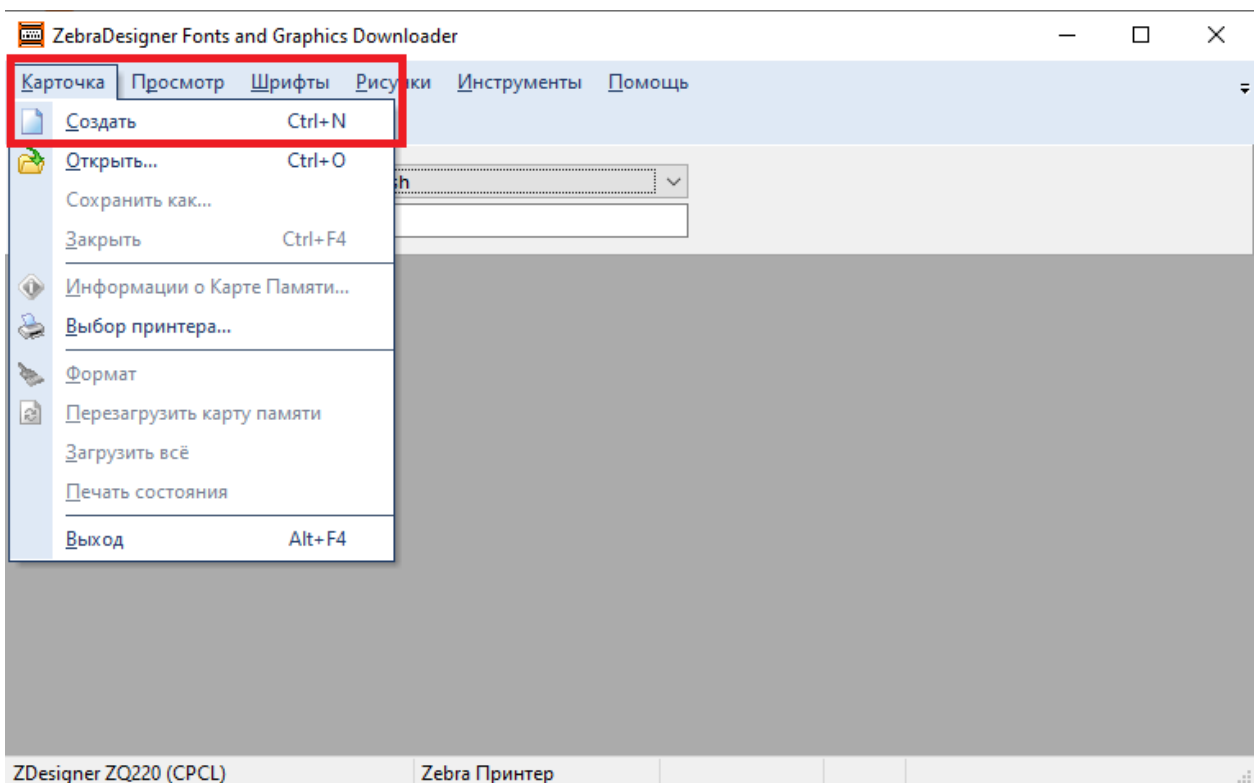 ZebraDesigner Fonts and Graphics Downloader
Карточка Просмотр Шрифты Рисунки Инструменты Помощь
Создать Ctrl+N
Открыть... Ctrl+O
Сохранить как...
Закрыть Ctrl+F4
Информации о Карте Памяти...
Выбор принтера...
Формат
Перезагрузить карту памяти
Загрузить всё
Печать состояния
Выход Alt+F4
ZDesigner ZQ220 (CPCL) Zebra Принтер